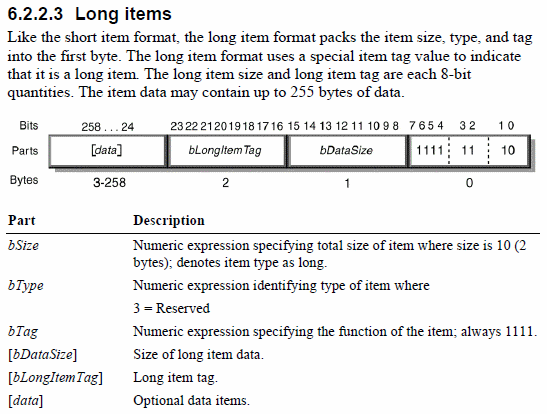 6.2.2.3 Long items
Like the short item format, the long item format packs the item size, type, and tag
into the first byte. The long item format uses a special item tag value to indicate
that it is a long item. The long item size and long item tag are each 8-bit
quantities. The item data may contain up to 255 bytes of data.
Bits 258 . . . 24 23 22 21 20 19 18 17 16 15 14 13 12 11 10 9 8 7 6 5 4 3 2 1 0
Parts [data] bLongItemTag bDataSize 1111 11 10
Bytes 3-258 2 1 0
Part Description
bSize Numeric expression specifying total size of item where size is 10 (2
bytes); denotes item type as long.
bType Numeric expression identifying type of item where
3 = Reserved
bTag Numeric expression specifying the function of the item; always 1111.
[bDataSize] Size of long item data.
[bLongItemTag] Long item tag.
[data] Optional data items.